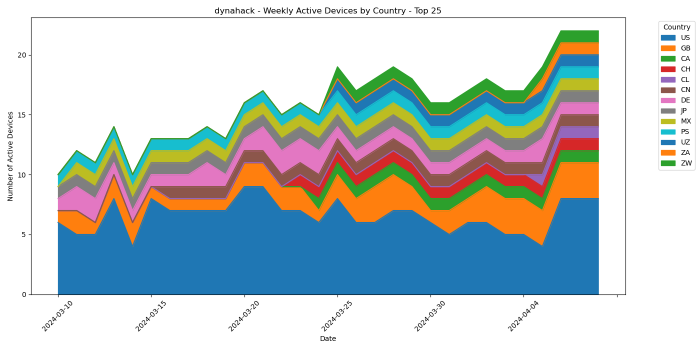 dynahack - Weekly Active Devices by Country - Top 25
Number of Active Devices
20
15
10
5
0
2024-03-10
2024-03-15
2024-03-20
2024-03-25
2024-03-30
2024-04-04
Date
Country
US
GB
CA
CH
CL
CN
DE
JP
MX
PS
UZ
ZA
ZW